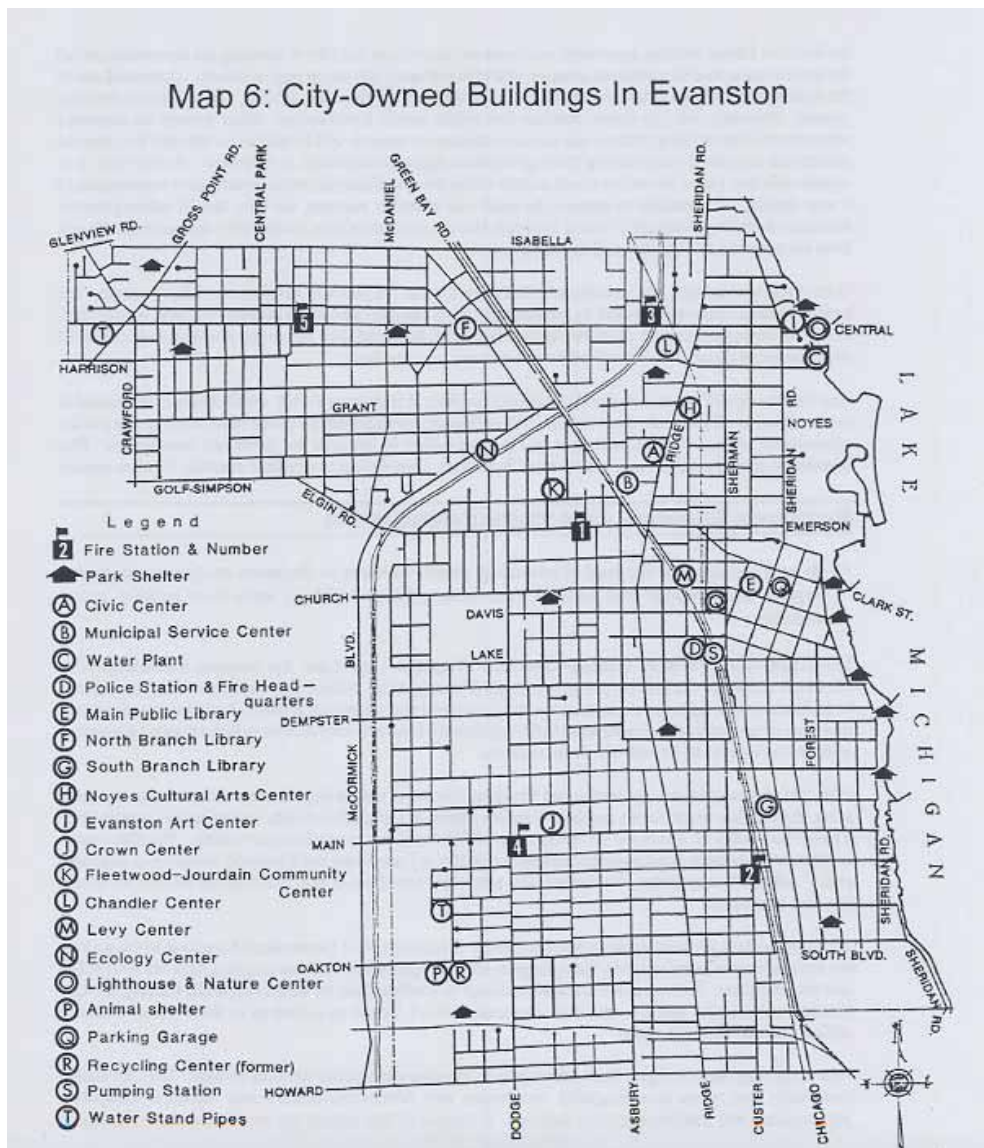 Map 6: City-Owned Buildings In Evanston
GLENVIEW RD.
GROSS POINT RD.
CENTRAL PARK
McDANIEL
GREEN BAY RD.
ISABELLA
SHERIDAN RD.
5
3
T
F
L
I
O
CENTRAL
C
HARRISON
CRAWFORD
GRANT
H
RIDGE
SHERMAN
SHERIDAN RD.
NOYES
LAKE MICHIGAN
N
A
GOLF-SIMPSON
K
B
ELGIN RD.
1
EMERSON
Legend
2 Fire Station & Number
Park Shelter
A Civic Center
B Municipal Service Center
C Water Plant
D Police Station & Fire Head-
quarters
E Main Public Library
F North Branch Library
G South Branch Library
H Noyes Cultural Arts Center
I Evanston Art Center
J Crown Center
K Fleetwood-Jourdain Community
Center
L Chandler Center
M Levy Center
N Ecology Center
O Lighthouse & Nature Center
P Animal shelter
Q Parking Garage
R Recycling Center (former)
S Pumping Station
T Water Stand Pipes
M
E
Q
Q
CHURCH
DAVIS
CLARK ST.
LAKE
D
S
McCORMICK BLVD.
DEMPSTER
FOREST
G
MAIN
J
4
2
SHERIDAN RD.
T
OAKTON
P
R
SOUTH BLVD.
SHERIDAN RD.
HOWARD
DODGE
ASBURY
RIDGE
CUSTER
CHICAGO